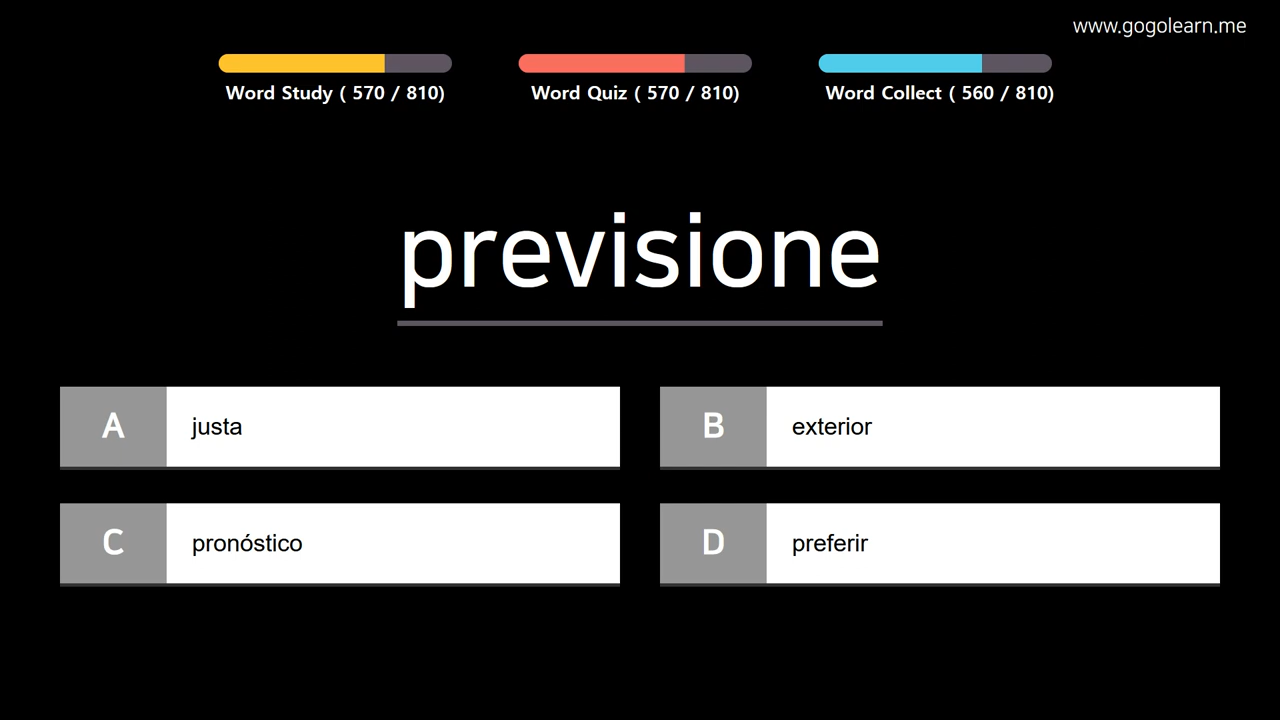 www.gogolearn.me
Word Study ( 570 / 810)
Word Quiz ( 570 / 810)
Word Collect ( 560 / 810)
previsione
A
justa
B
exterior
C
pronóstico
D
preferir